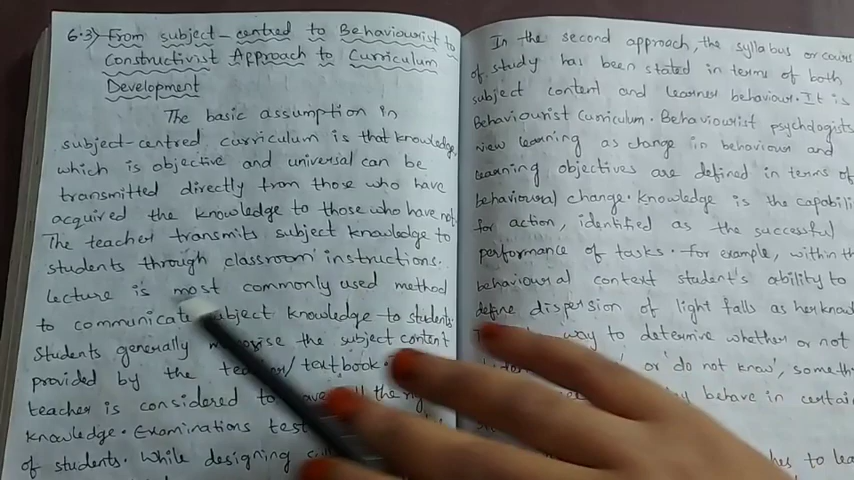 6.3) From subject-centred to Behaviourist to
Constructivist Approach to Curriculum
Development
The basic assumption in
subject-centred curriculum is that knowledge,
which is objective and universal can be
transmitted directly from those who have
acquired the knowledge to those who have not.
The teacher transmits subject knowledge to
students through classroom instructions.
Lecture is most commonly used method
to communicate subject knowledge to students.
Students generally the subject content
provided by the / textbook.
teacher is considered to the
knowledge. Examinations test
of students. While designing
In the second approach, the syllabus or
of study has been stated in terms of both
subject content and learner behaviour. It is
Behaviourist Curriculum. Behaviourist psychologists
view learning as change in behaviour and
learning objectives are defined in terms of
behavioural change. Knowledge is the
for action, identified as the successful
performance of tasks. For example, within the
behavioural context student's ability to
define dispersion of light falls as her
way to determine whether or not
or 'do not know',
behave in
to